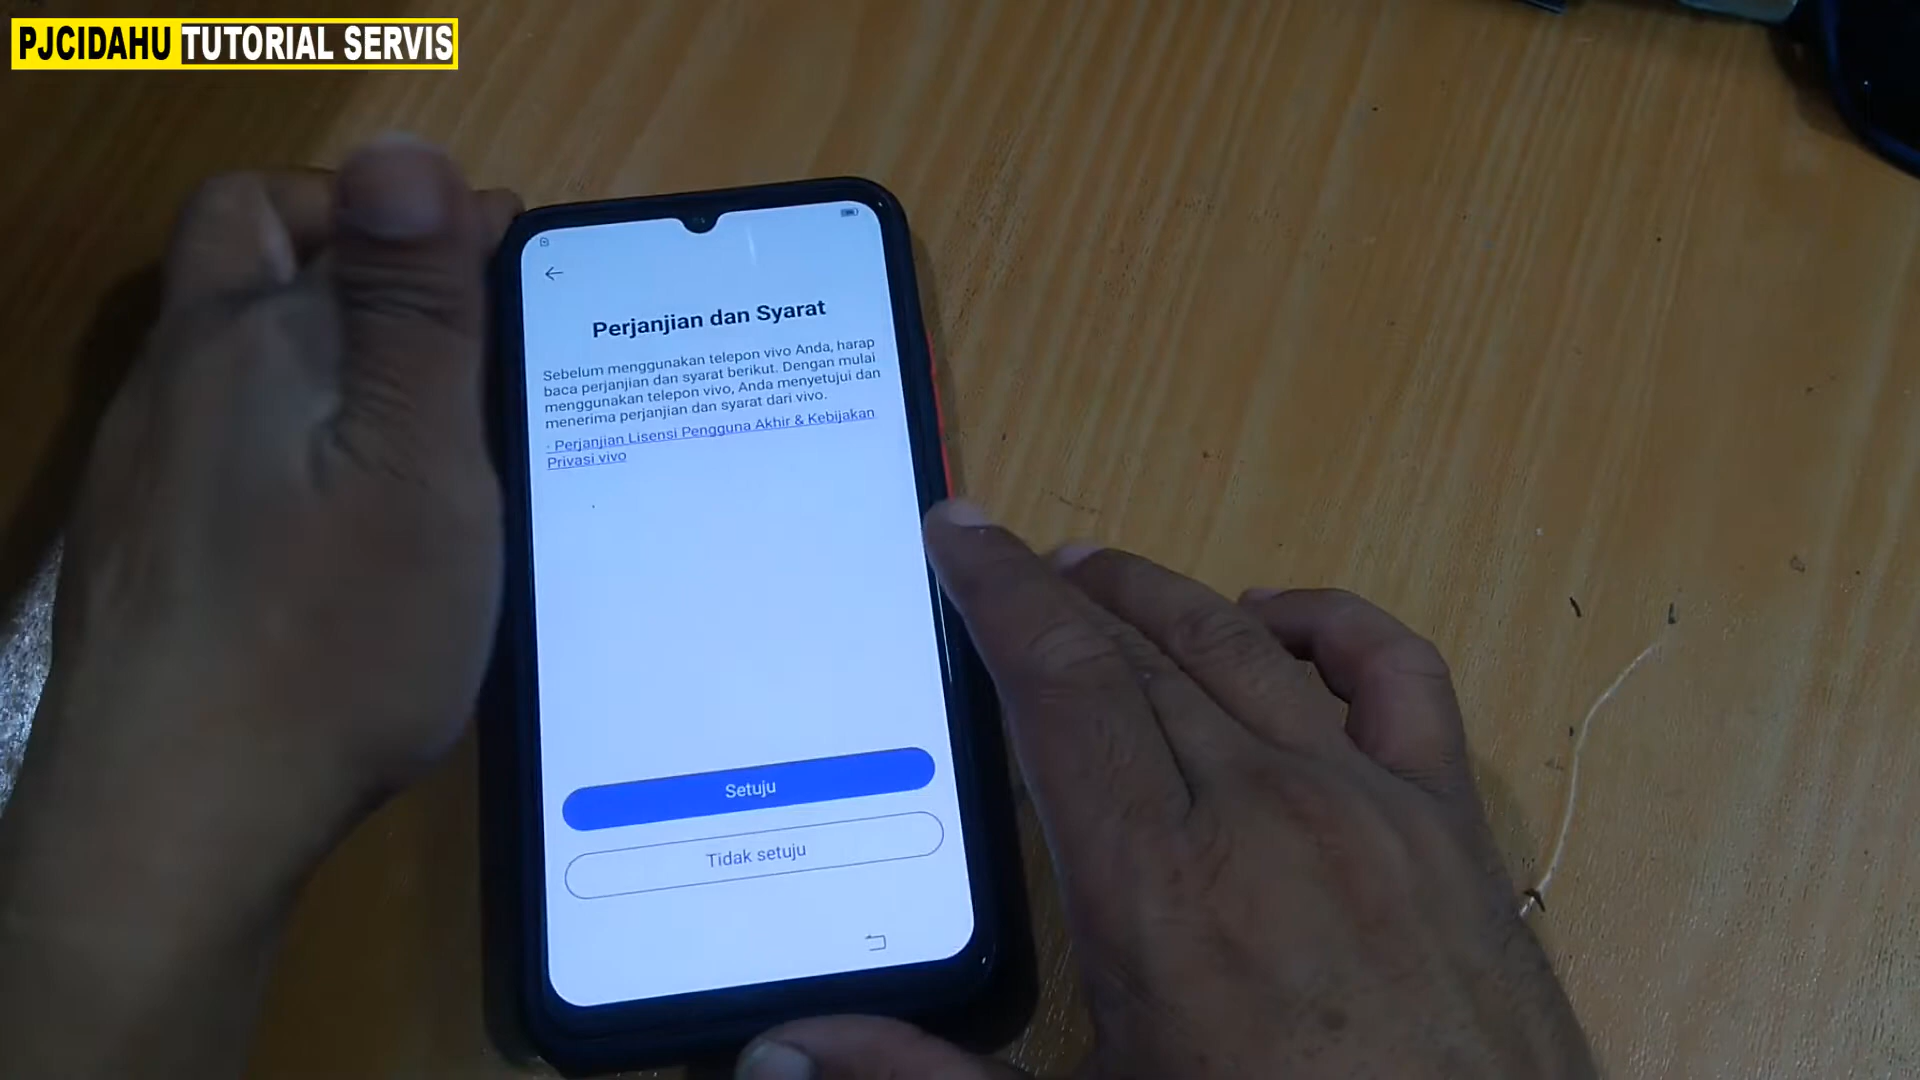 PJCIDAHU TUTORIAL SERVIS
Perjanjian dan Syarat
Sebelum menggunakan telepon vivo Anda, harap
baca perjanjian dan syarat berikut. Dengan mulai
menggunakan telepon vivo, Anda menyetujui dan
menerima perjanjian dan syarat dari vivo.
· Perjanjian Lisensi Pengguna Akhir & Kebijakan
Privasi vivo
Setuju
Tidak setuju